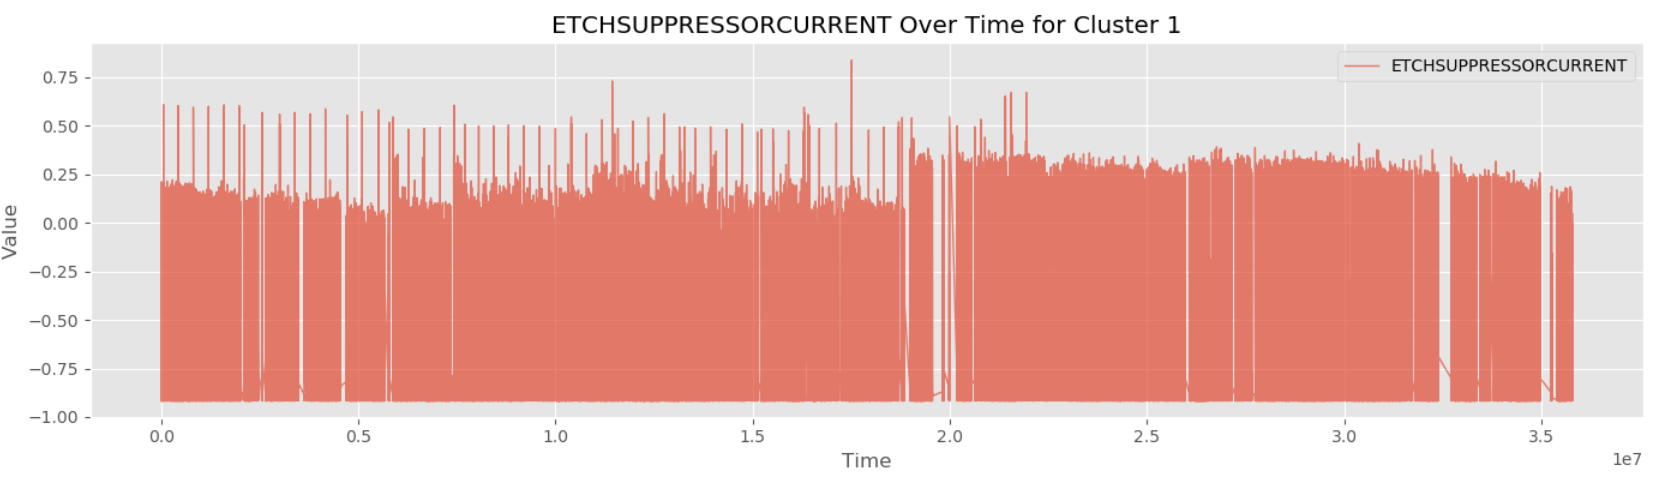 ETCHSUPPRESSORCURRENT Over Time for Cluster 1
ETCHSUPPRESSORCURRENT
Value
0.75
0.50
0.25
0.00
−0.25
−0.50
−0.75
−1.00
0.0 0.5 1.0 1.5 2.0 2.5 3.0 3.5
1e7
Time